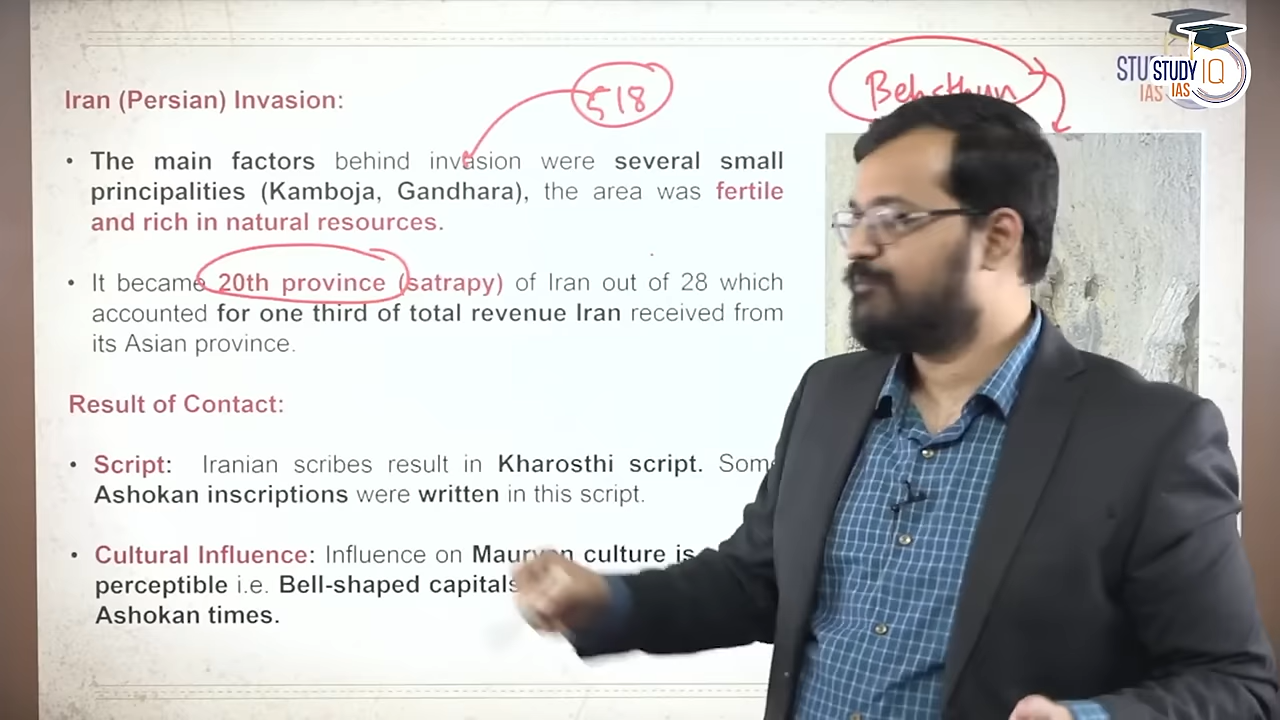 518
Behsthun
STUDY IQ
IAS
Iran (Persian) Invasion:
• The main factors behind invasion were several small
principalities (Kamboja, Gandhara), the area was fertile
and rich in natural resources.
• It became 20th province (satrapy) of Iran out of 28 which
accounted for one third of total revenue Iran received from
its Asian province.
Result of Contact:
• Script: Iranian scribes result in Kharosthi script.
Ashokan inscriptions were written in this script.
• Cultural Influence: Influence on Mauryan culture is
perceptible i.e. Bell-shaped capitals
Ashokan times.